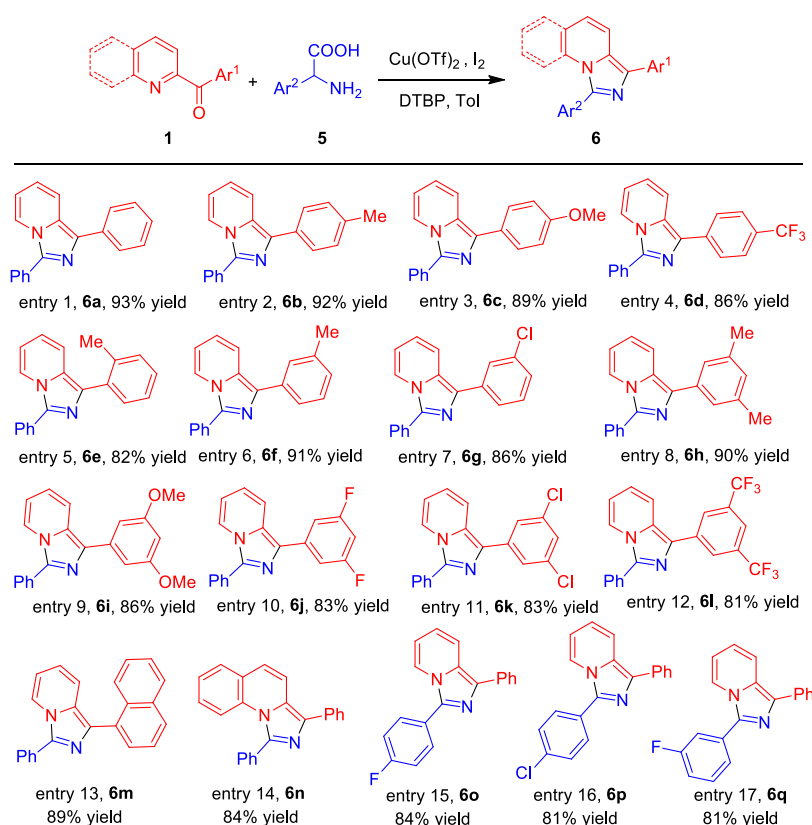 COOH
Ar¹
Cu(OTf)₂ , I₂
Ar¹
N
+
N
O
Ar²
NH₂
DTBP, Tol
Ar²
N
1
5
6
N
N
Ph
entry 1, 6a, 93% yield
Me
N
N
Ph
entry 2, 6b, 92% yield
OMe
N
N
Ph
entry 3, 6c, 89% yield
CF₃
N
N
Ph
entry 4, 6d, 86% yield
Me
N
N
Ph
entry 5, 6e, 82% yield
Me
N
N
Ph
entry 6, 6f, 91% yield
Cl
N
N
Ph
entry 7, 6g, 86% yield
Me
N
N
Ph
Me
entry 8, 6h, 90% yield
OMe
N
N
Ph
OMe
entry 9, 6i, 86% yield
F
N
N
Ph
F
entry 10, 6j, 83% yield
Cl
N
N
Ph
Cl
entry 11, 6k, 83% yield
CF₃
N
N
Ph
CF₃
entry 12, 6l, 81% yield
N
N
Ph
entry 13, 6m
89% yield
N
Ph
N
Ph
entry 14, 6n
84% yield
Ph
N
N
F
entry 15, 6o
84% yield
Ph
N
N
Cl
entry 16, 6p
81% yield
Ph
N
N
F
entry 17, 6q
81% yield